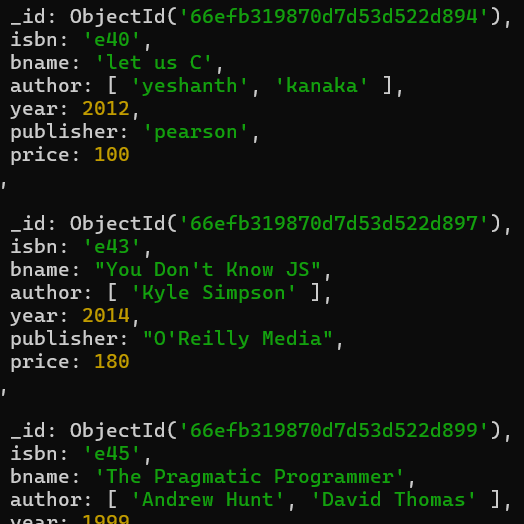 _id: ObjectId('66efb319870d7d53d522d894'),
isbn: 'e40',
bname: 'let us C',
author: [ 'yeshanth', 'kanaka' ],
year: 2012,
publisher: 'pearson',
price: 100
,
_id: ObjectId('66efb319870d7d53d522d897'),
isbn: 'e43',
bname: "You Don't Know JS",
author: [ 'Kyle Simpson' ],
year: 2014,
publisher: "O'Reilly Media",
price: 180
,
_id: ObjectId('66efb319870d7d53d522d899'),
isbn: 'e45',
bname: 'The Pragmatic Programmer',
author: [ 'Andrew Hunt', 'David Thomas' ],
year: 1999